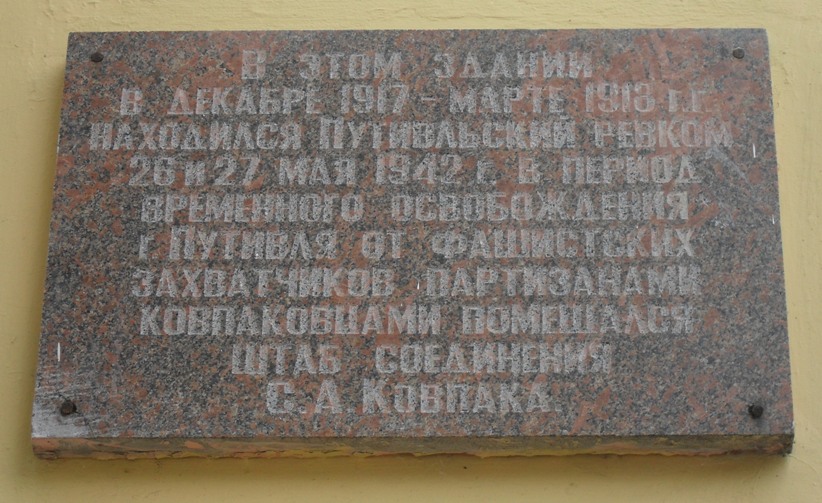 В ЭТОМ ЗДАНИИ
В ДЕКАБРЕ 1917 - МАРТЕ 1918 Г.Г.
НАХОДИЛСЯ ПУТИВЛЬСКИЙ РЕВКОМ
26 И 27 МАЯ 1942 Г. В ПЕРИОД
ВРЕМЕННОГО ОСВОБОЖДЕНИЯ
г. ПУТИВЛЯ ОТ ФАШИСТСКИХ
ЗАХВАТЧИКОВ ПАРТИЗАНАМИ
КОВПАКОВЦАМИ ПОМЕЩАЛСЯ
ШТАБ СОЕДИНЕНИЯ
С. А. КОВПАКА.